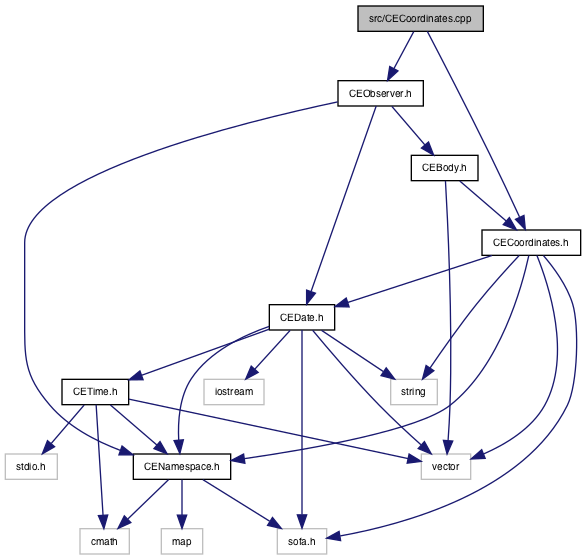 src/CECoordinates.cpp
CEObserver.h
CEBody.h
CECoordinates.h
CEDate.h
CETime.h
iostream
string
stdio.h
CENamespace.h
vector
cmath
map
sofa.h